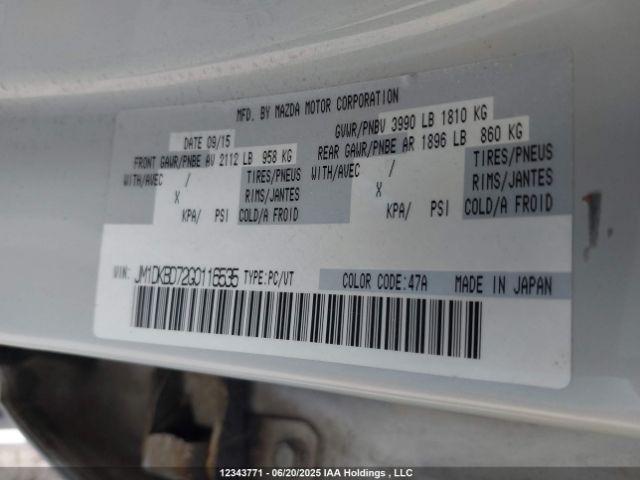 MFD. BY MAZDA MOTOR CORPORATION
DATE 09/15 GVWR/PNBV 3990 LB 1810 KG
FRONT GAWR/PNBE AV 2112 LB 958 KG REAR GAWR/PNBE AR 1896 LB 860 KG
WITH/AVEC / TIRES/PNEUS WITH/AVEC / TIRES/PNEUS
X RIMS/JANTES X RIMS/JANTES
KPA/ PSI COLD/A FROID KPA/ PSI COLD/A FROID
VIN: JM1DKBD72G0116535 TYPE:PC/VT COLOR CODE:47A MADE IN JAPAN
12343771 - 06/20/2025 IAA Holdings , LLC